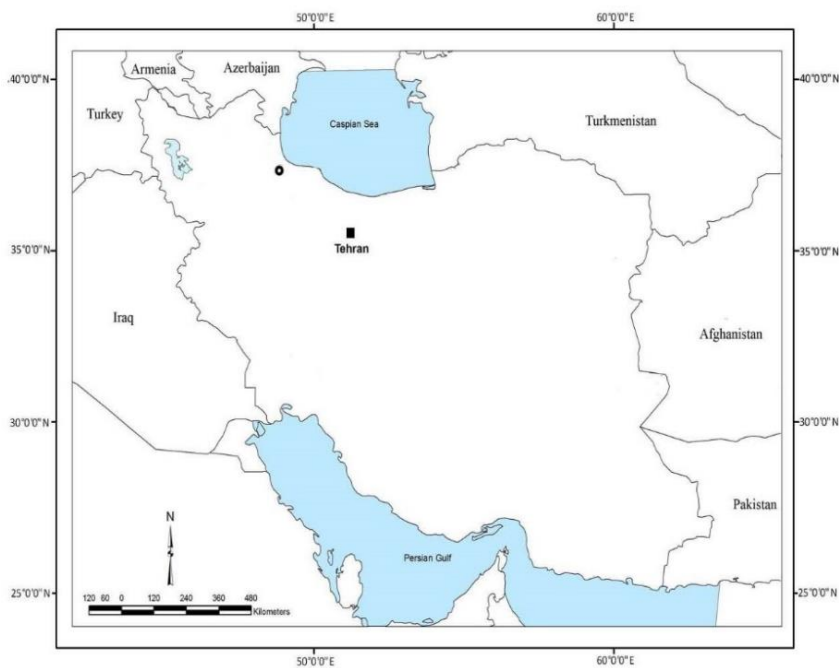 50°0'0"E 60°0'0"E
40°0'0"N 40°0'0"N
Armenia Azerbaijan
Turkey
Caspian Sea
Turkmenistan
35°0'0"N 35°0'0"N
Tehran
Iraq
Afghanistan
30°0'0"N 30°0'0"N
Pakistan
N
Persian Gulf
25°0'0"N 25°0'0"N
120 60 0 120 240 360 480
Kilometers
50°0'0"E 60°0'0"E